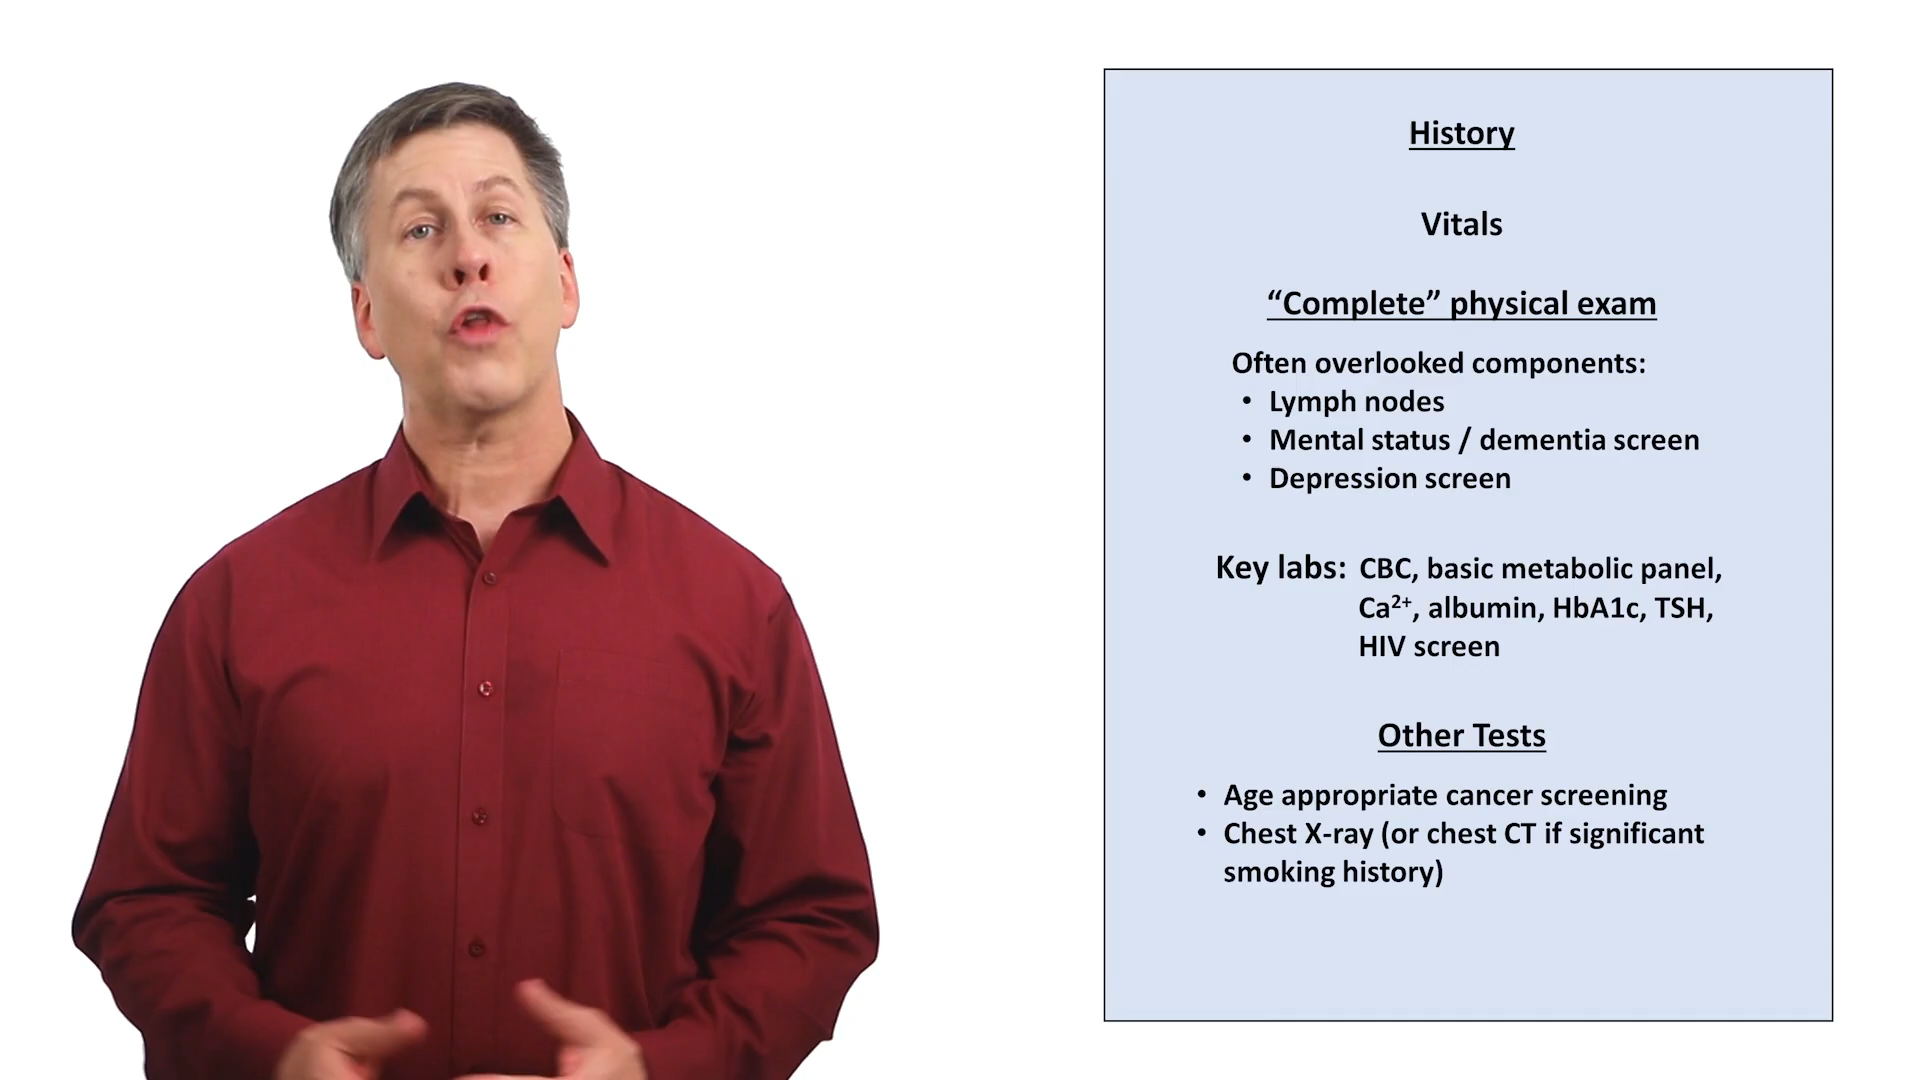 History
Vitals
“Complete” physical exam
Often overlooked components:
• Lymph nodes
• Mental status / dementia screen
• Depression screen
Key labs: CBC, basic metabolic panel,
Ca²⁺, albumin, HbA1c, TSH,
HIV screen
Other Tests
• Age appropriate cancer screening
• Chest X-ray (or chest CT if significant
smoking history)